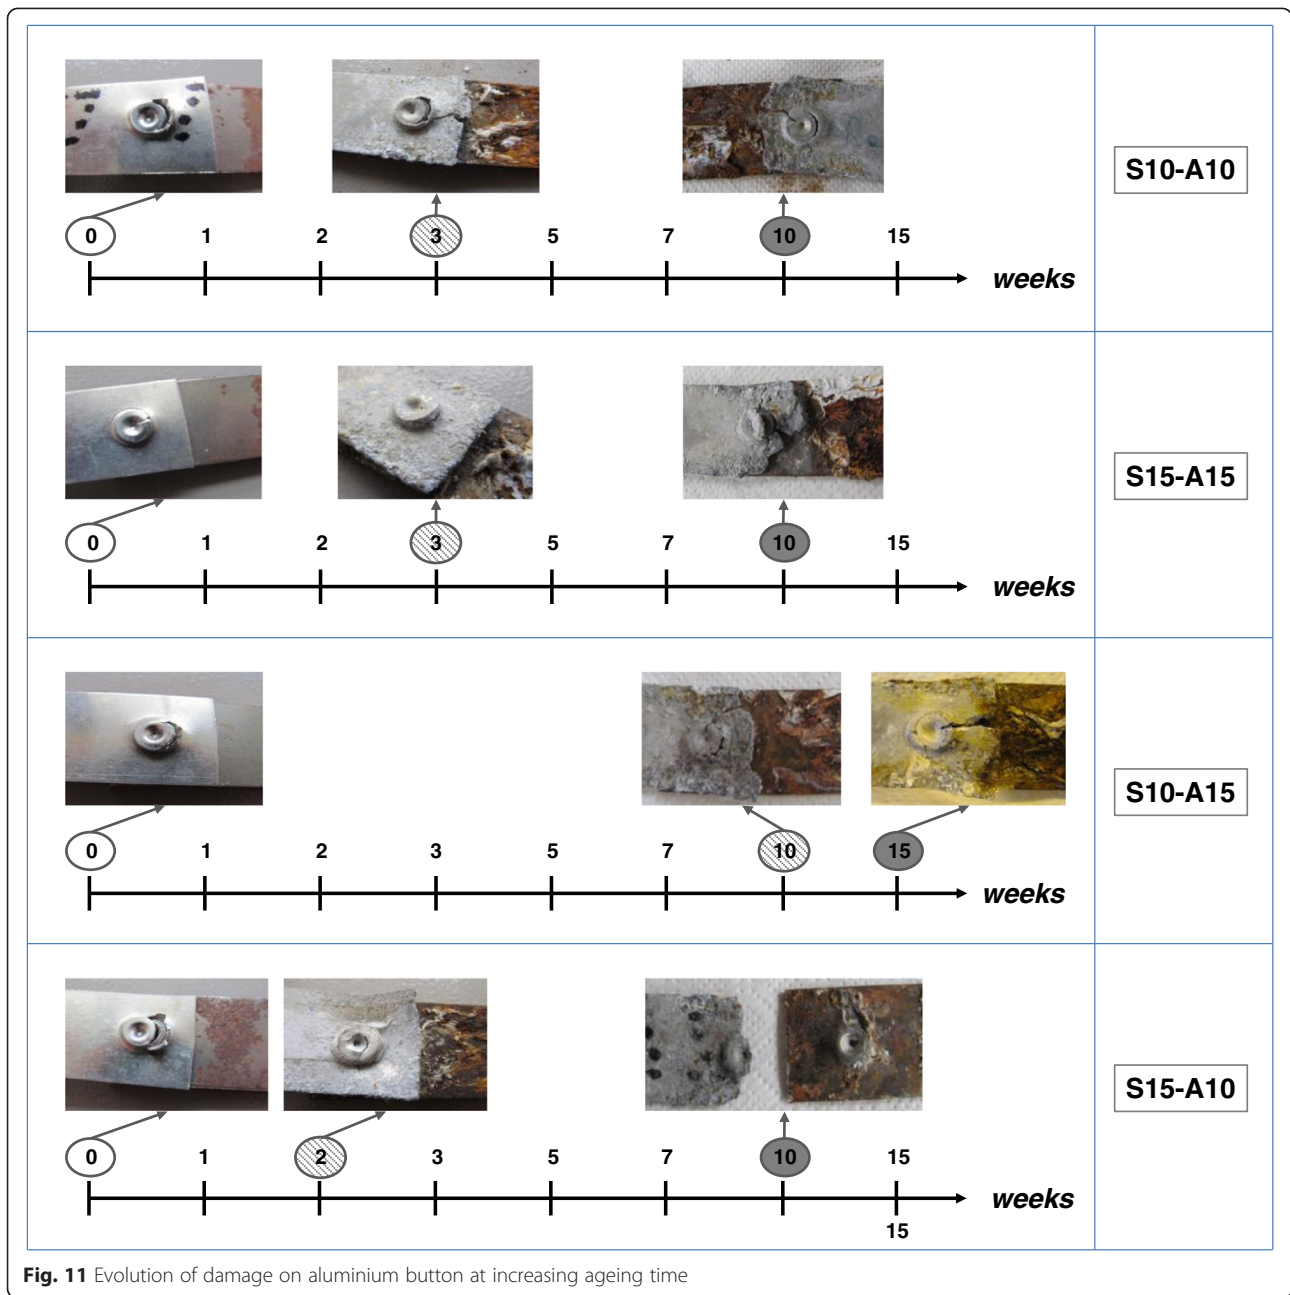 0 1 2 3 5 7 10 15
weeks
S10-A10
0 1 2 3 5 7 10 15
weeks
S15-A15
0 1 2 3 5 7 10 15
weeks
S10-A15
0 1 2 3 5 7 10 15
weeks
15
S15-A10
Fig. 11 Evolution of damage on aluminium button at increasing ageing time